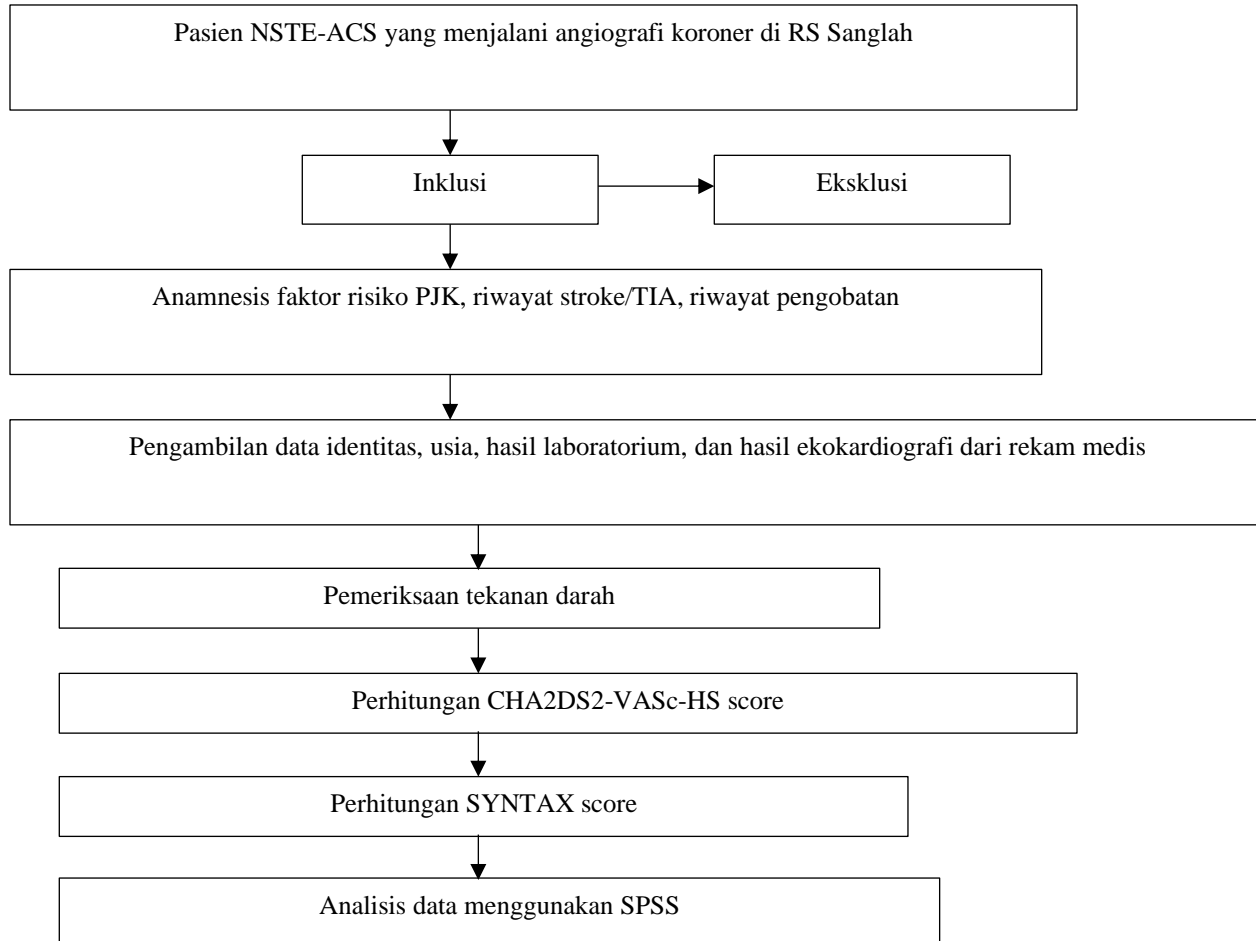 Pasien NSTE-ACS yang menjalani angiografi koroner di RS Sanglah
Inklusi
Eksklusi
Anamnesis faktor risiko PJK, riwayat stroke/TIA, riwayat pengobatan
Pengambilan data identitas, usia, hasil laboratorium, dan hasil ekokardiografi dari rekam medis
Pemeriksaan tekanan darah
Perhitungan CHA2DS2-VASc-HS score
Perhitungan SYNTAX score
Analisis data menggunakan SPSS